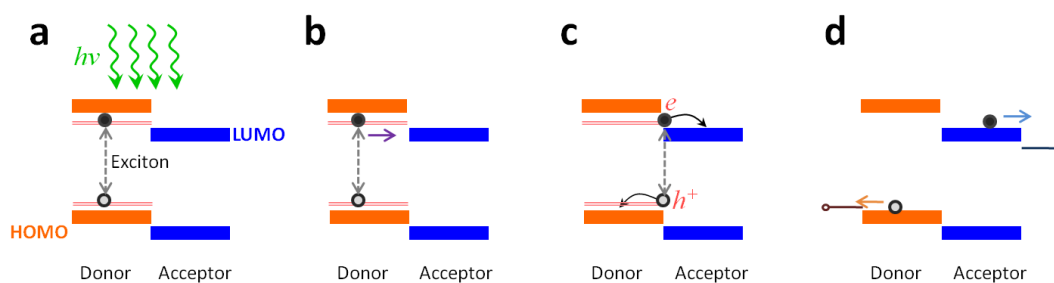 a
b
c
d
hν
e
LUMO
Exciton
h+
HOMO
Donor Acceptor
Donor Acceptor
Donor Acceptor
Donor Acceptor